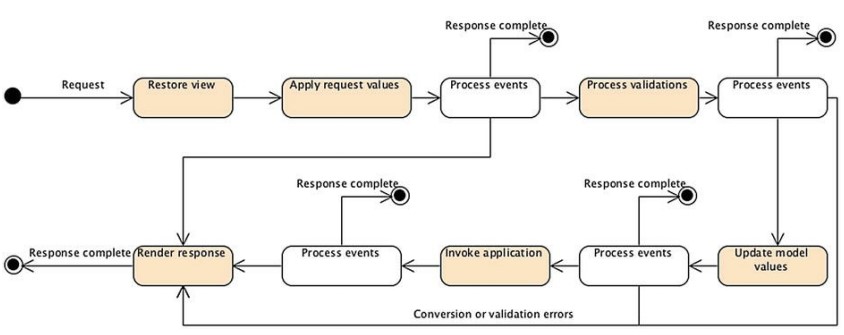 Response complete
Response complete
Request
Restore view
Apply request values
Process events
Process validations
Process events
Response complete
Response complete
Response complete
Render response
Process events
Invoke application
Process events
Update model
values
Conversion or validation errors